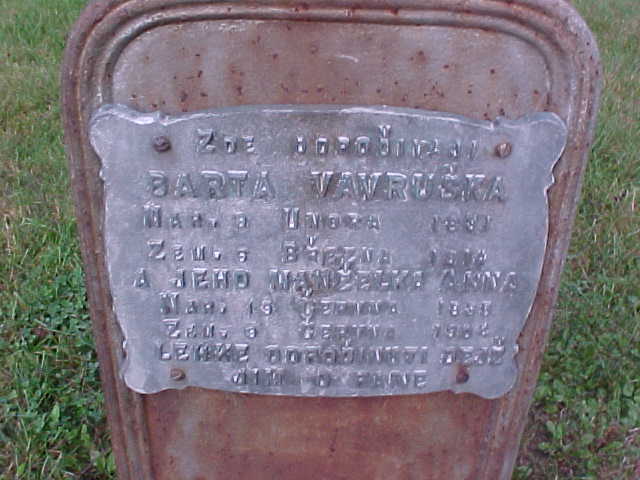 Zde odpočívají
BARTA VAVRUŠKA
Nar. Února
Zem. Března
A JEHO MANŽELKA ANNA
Nar. Června
Zem. Června
LEHKÉ ODPOČINUTÍ DEJŽ
JIM O PANE